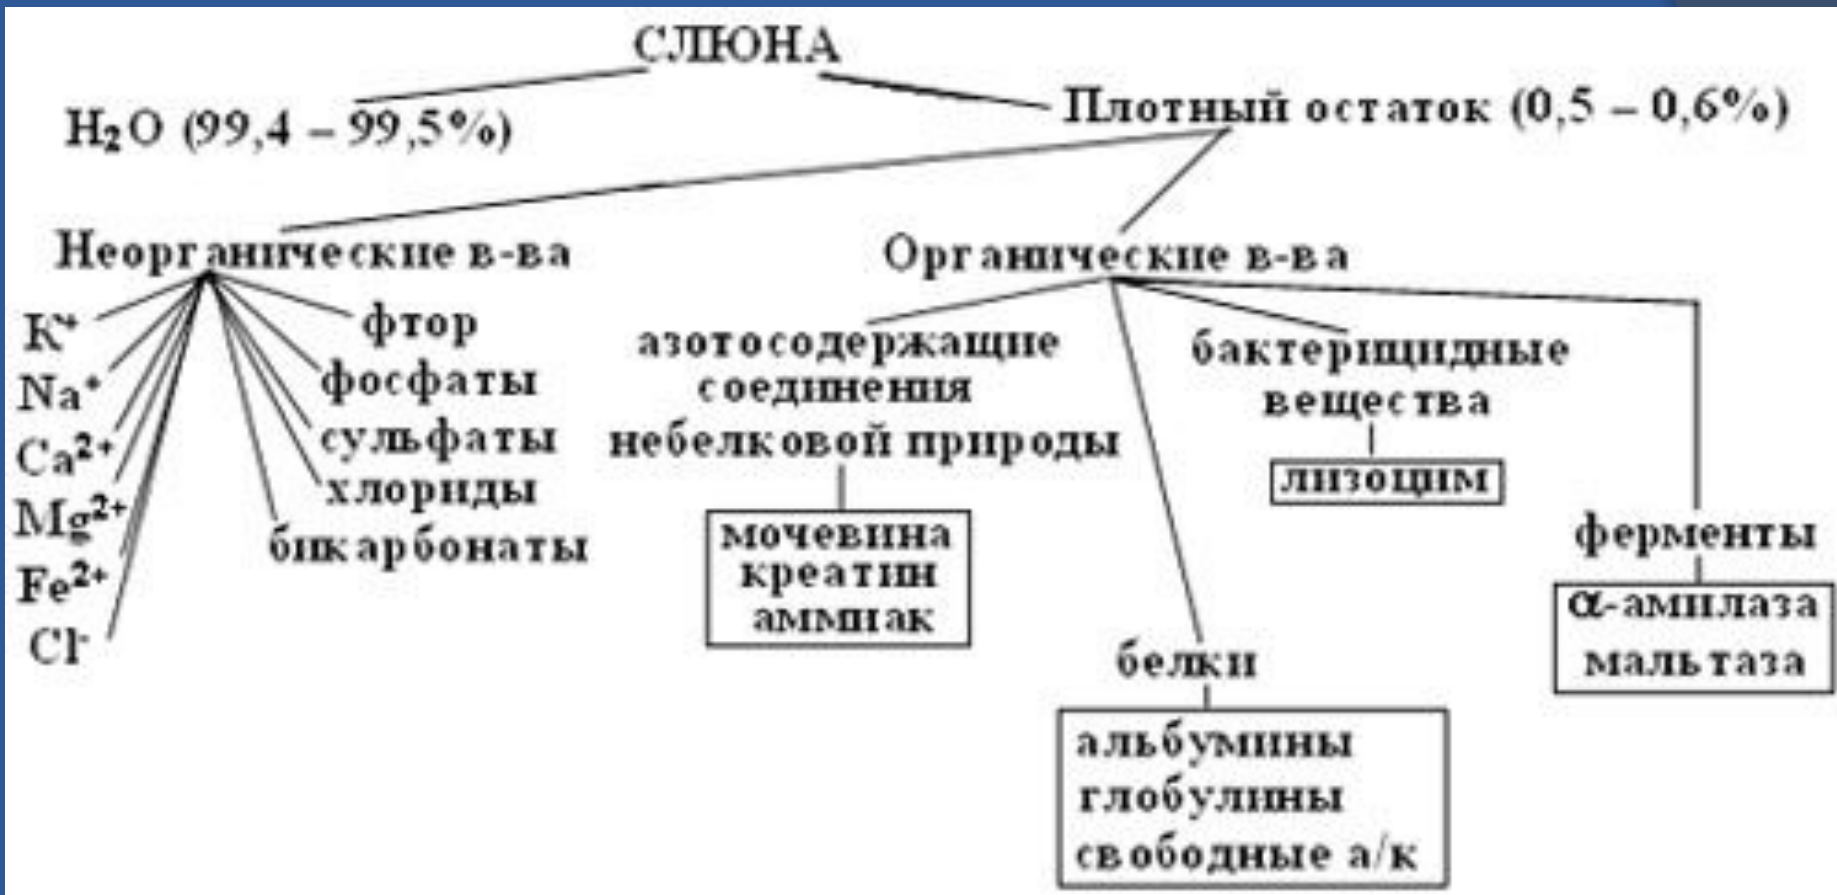 СЛЮНА
H₂O (99,4 – 99,5%)
Плотный остаток (0,5 – 0,6%)
Неорганические в-ва
K⁺
Na⁺
Ca²⁺
Mg²⁺
Fe²⁺
Cl⁻
фтор
фосфаты
сульфаты
хлориды
бикарбонаты
Органические в-ва
азотосодержащие
соединения
небелковой природы
мочевина
креатин
аммиак
белки
альбумины
глобулины
свободные а/к
бактерицидные
вещества
лизоцим
ферменты
α-амилаза
мальтаза